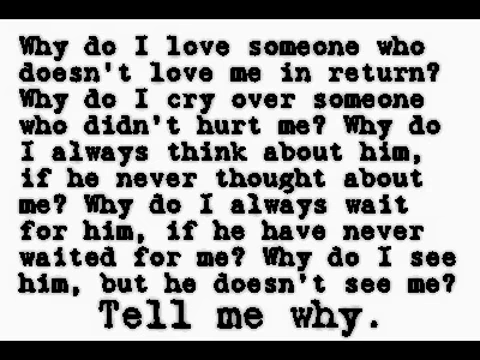 Why do I love someone who
doesn't love me in return?
Why do I cry over someone
who didn't hurt me? Why do
I always think about him,
if he never thought about
me? Why do I always wait
for him, if he have never
waited for me? Why do I see
him, but he doesn't see me?
Tell me why.